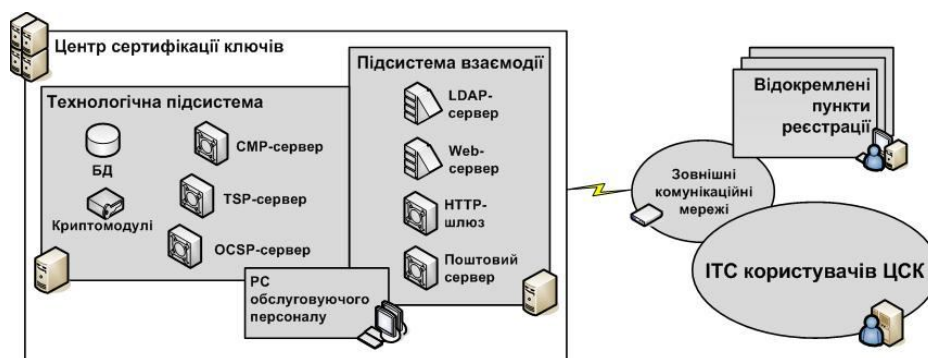 Центр сертифікації ключів
Технологічна підсистема
БД
Криптомодулі
CMP-сервер
TSP-сервер
OCSP-сервер
Підсистема взаємодії
LDAP-
сервер
Web-
сервер
HTTP-
шлюз
Поштовий
сервер
РС
обслуговуючого
персоналу
Відокремлені
пункти
реєстрації
Зовнішні
комунікаційні
мережі
ІТС користувачів ЦСК